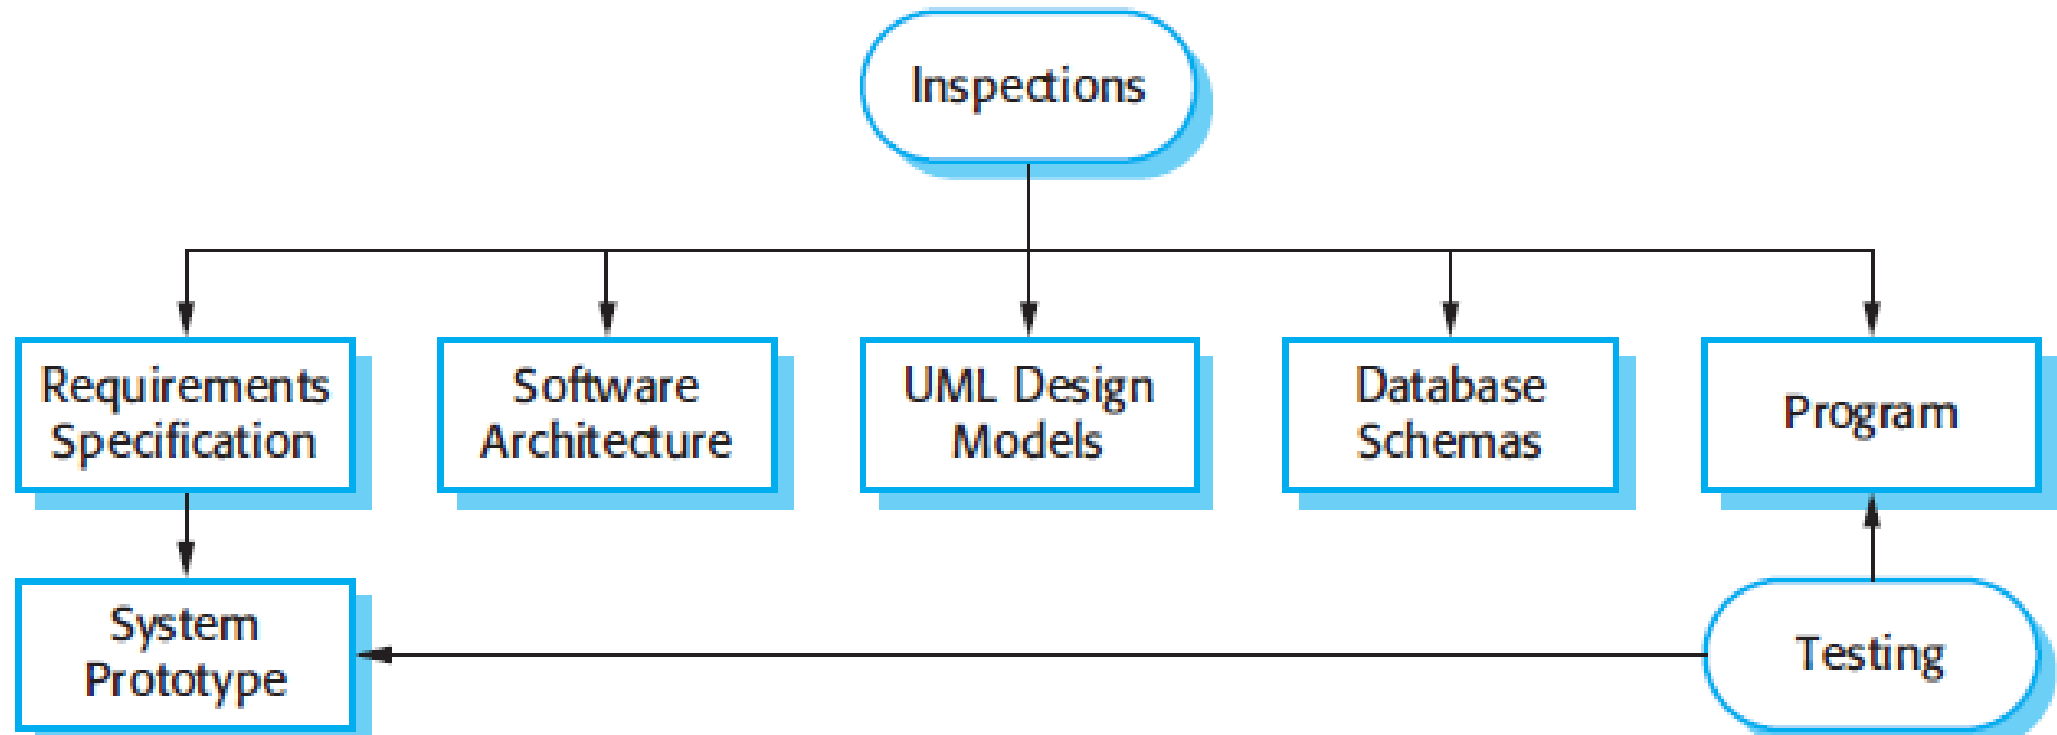 Inspections
Requirements
Specification
Software
Architecture
UML Design
Models
Database
Schemas
Program
System
Prototype
Testing